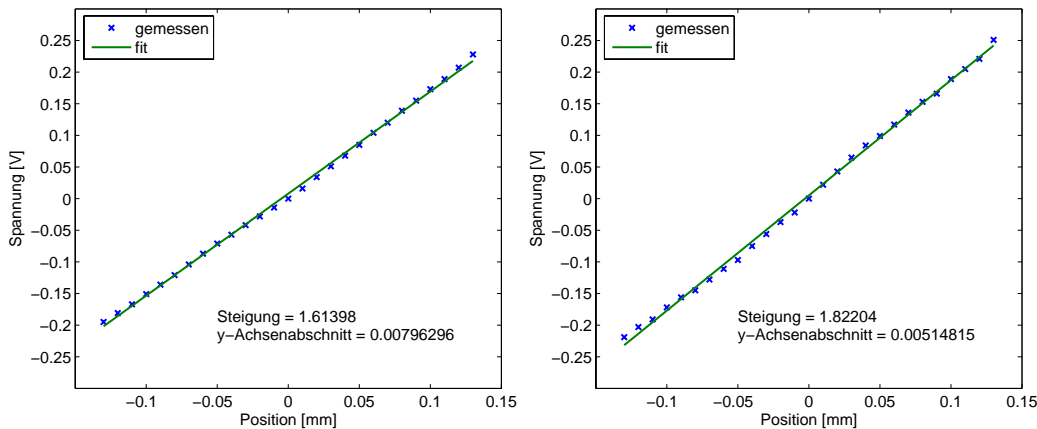 gemessen
fit
0.25
0.2
0.15
0.1
0.05
0
−0.05
−0.1
−0.15
−0.2
−0.25
Spannung [V]
Steigung = 1.61398
y−Achsenabschnitt = 0.00796296
−0.1
−0.05
0
0.05
0.1
0.15
Position [mm]
gemessen
fit
0.25
0.2
0.15
0.1
0.05
0
−0.05
−0.1
−0.15
−0.2
−0.25
Spannung [V]
Steigung = 1.82204
y−Achsenabschnitt = 0.00514815
−0.1
−0.05
0
0.05
0.1
0.15
Position [mm]